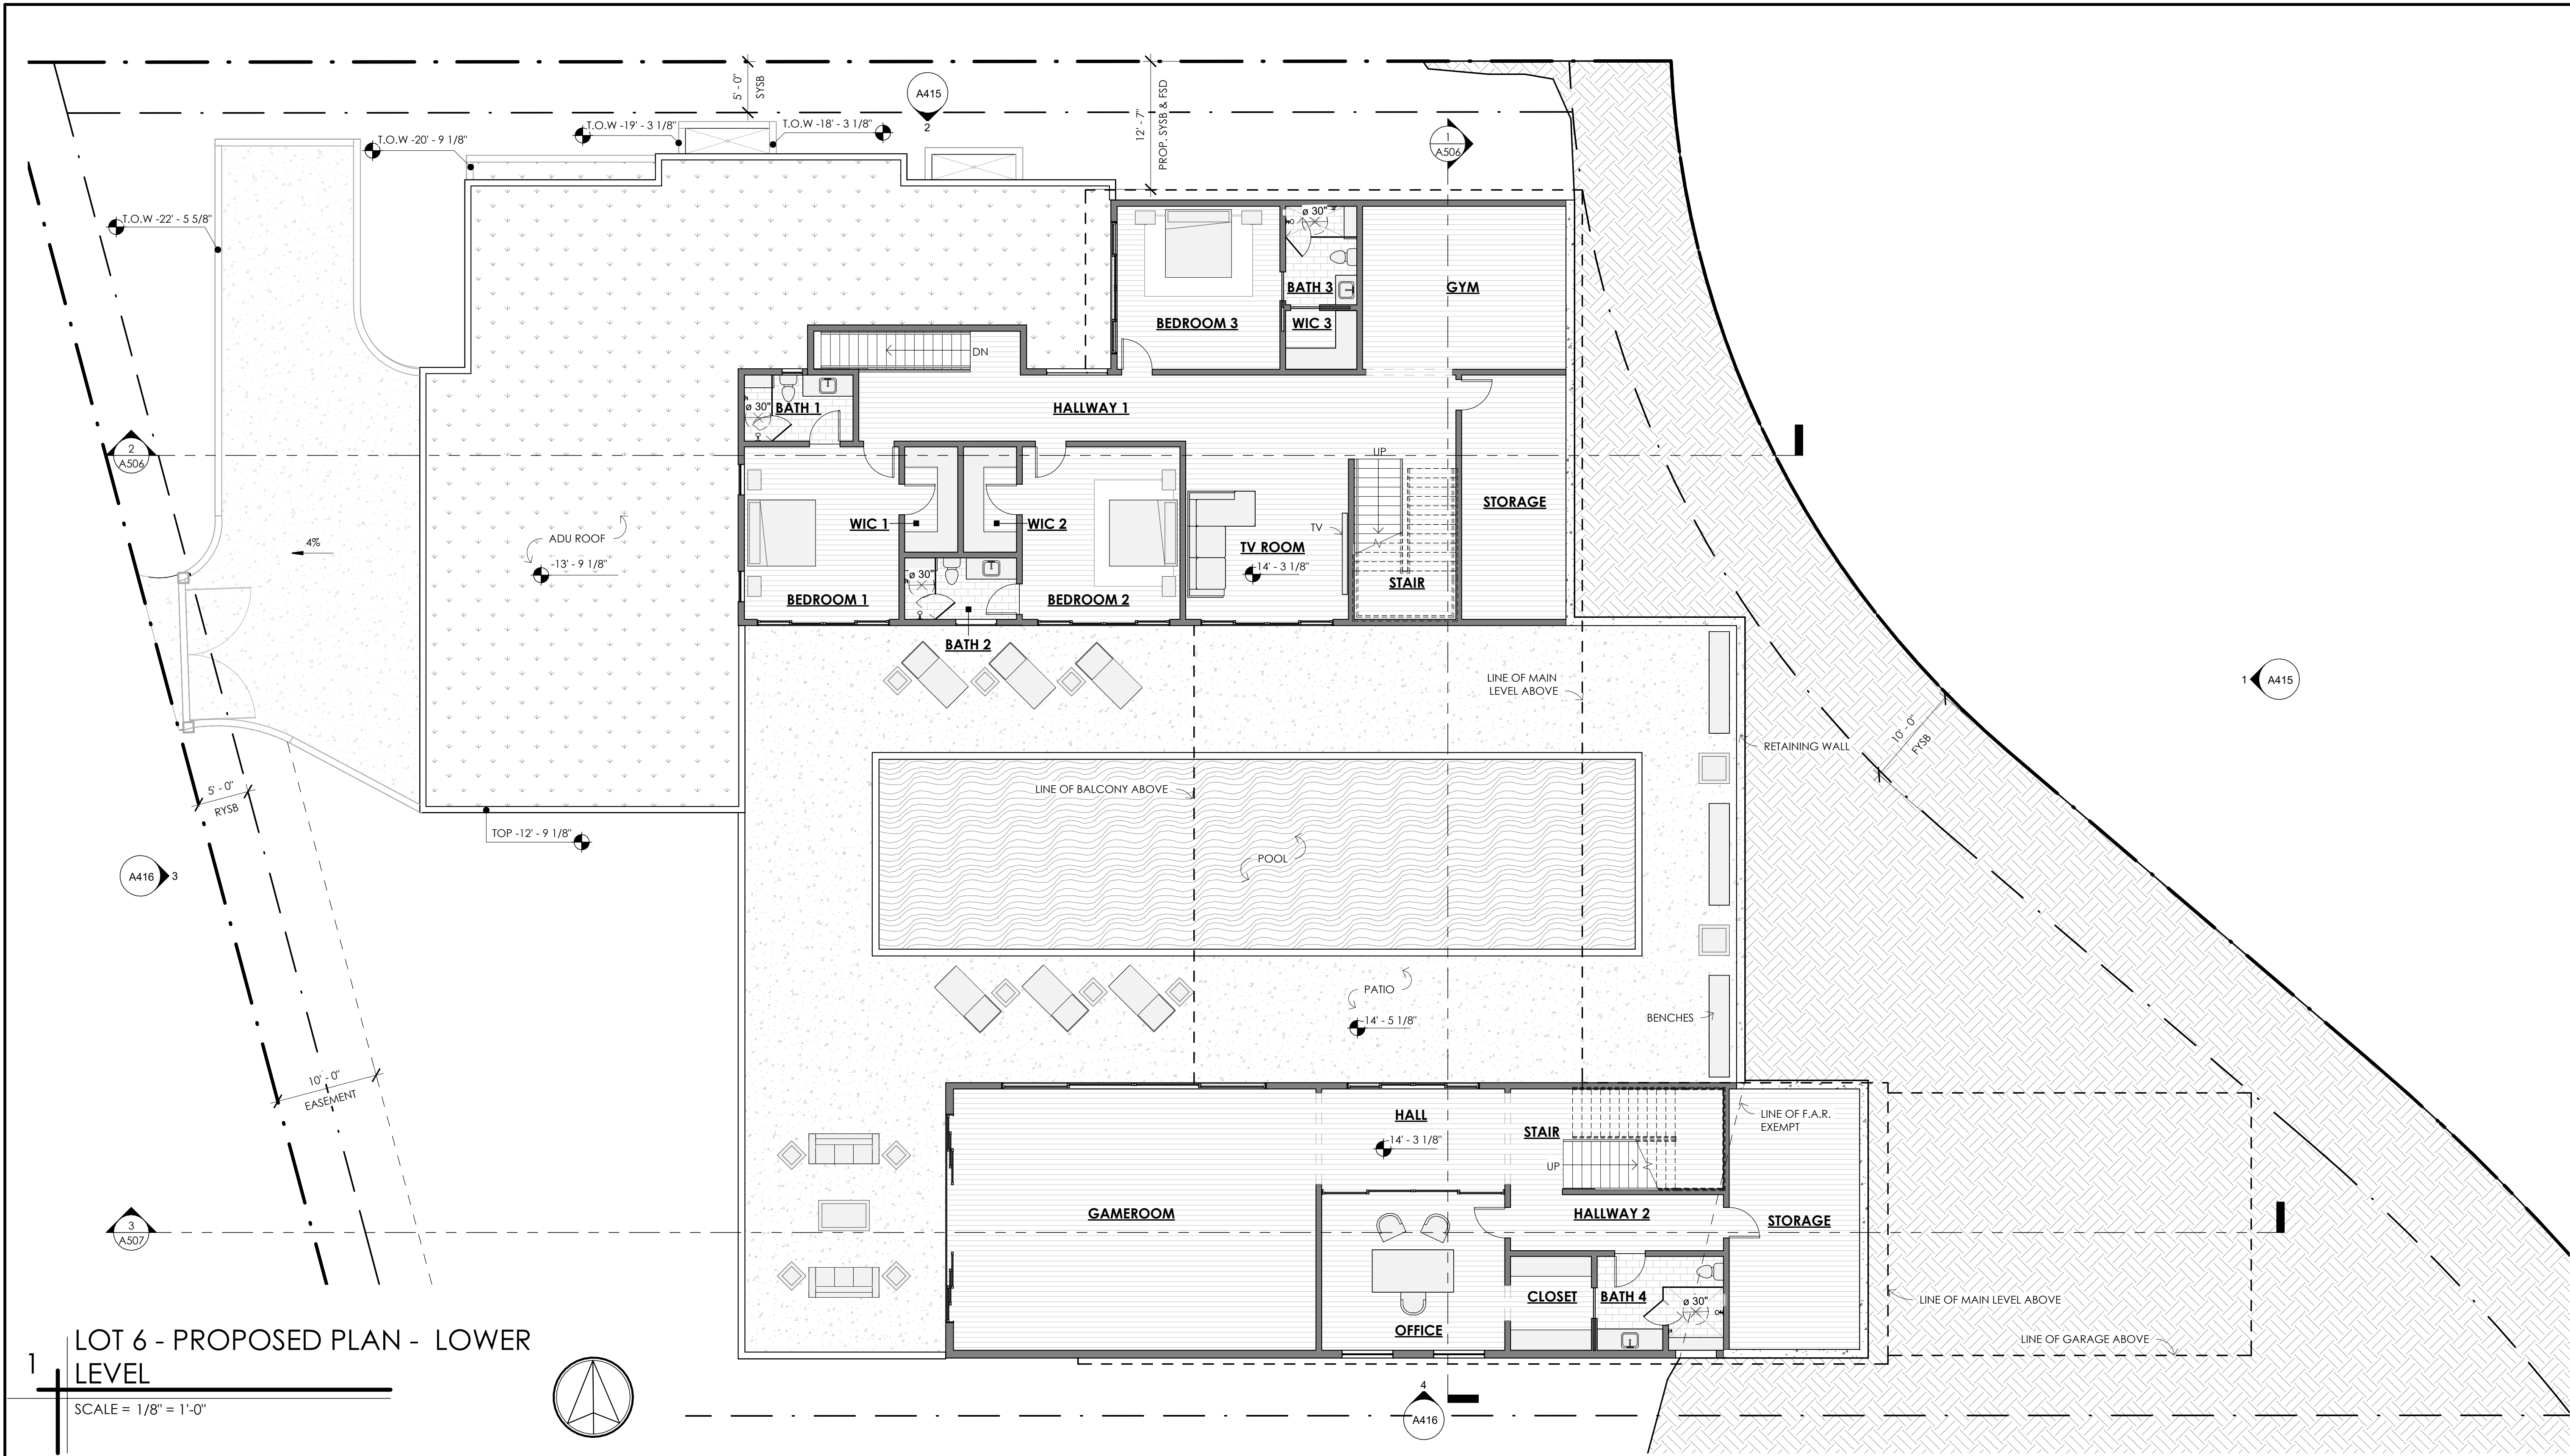 5' - 0"
SYSB
A415
2
12' - 7"
PROP. SYSB & FSD
T.O.W -19' - 3 1/8"
T.O.W -18' - 3 1/8"
T.O.W -20' - 9 1/8"
1
A506
T.O.W -22' - 5 5/8"
ø 30"
BATH 3
GYM
BEDROOM 3
WIC 3
DN
ø 30"
BATH 1
HALLWAY 1
2
A506
UP
STORAGE
WIC 1
WIC 2
TV
ADU ROOF
-13' - 9 1/8"
4%
TV ROOM
-14' - 3 1/8"
ø 30"
STAIR
BEDROOM 1
BEDROOM 2
BATH 2
LINE OF MAIN
LEVEL ABOVE
1
A415
10' - 0"
FYSB
RETAINING WALL
LINE OF BALCONY ABOVE
5' - 0"
RYSB
TOP -12' - 9 1/8"
POOL
A416
3
PATIO
-14' - 5 1/8"
BENCHES
10' - 0"
EASEMENT
HALL
-14' - 3 1/8"
STAIR
LINE OF F.A.R.
EXEMPT
UP
GAMEROOM
HALLWAY 2
STORAGE
3
A507
CLOSET
BATH 4
ø 30"
OFFICE
LINE OF MAIN LEVEL ABOVE
LINE OF GARAGE ABOVE
4
A416
1
LOT 6 - PROPOSED PLAN - LOWER
LEVEL
SCALE = 1/8" = 1'-0"